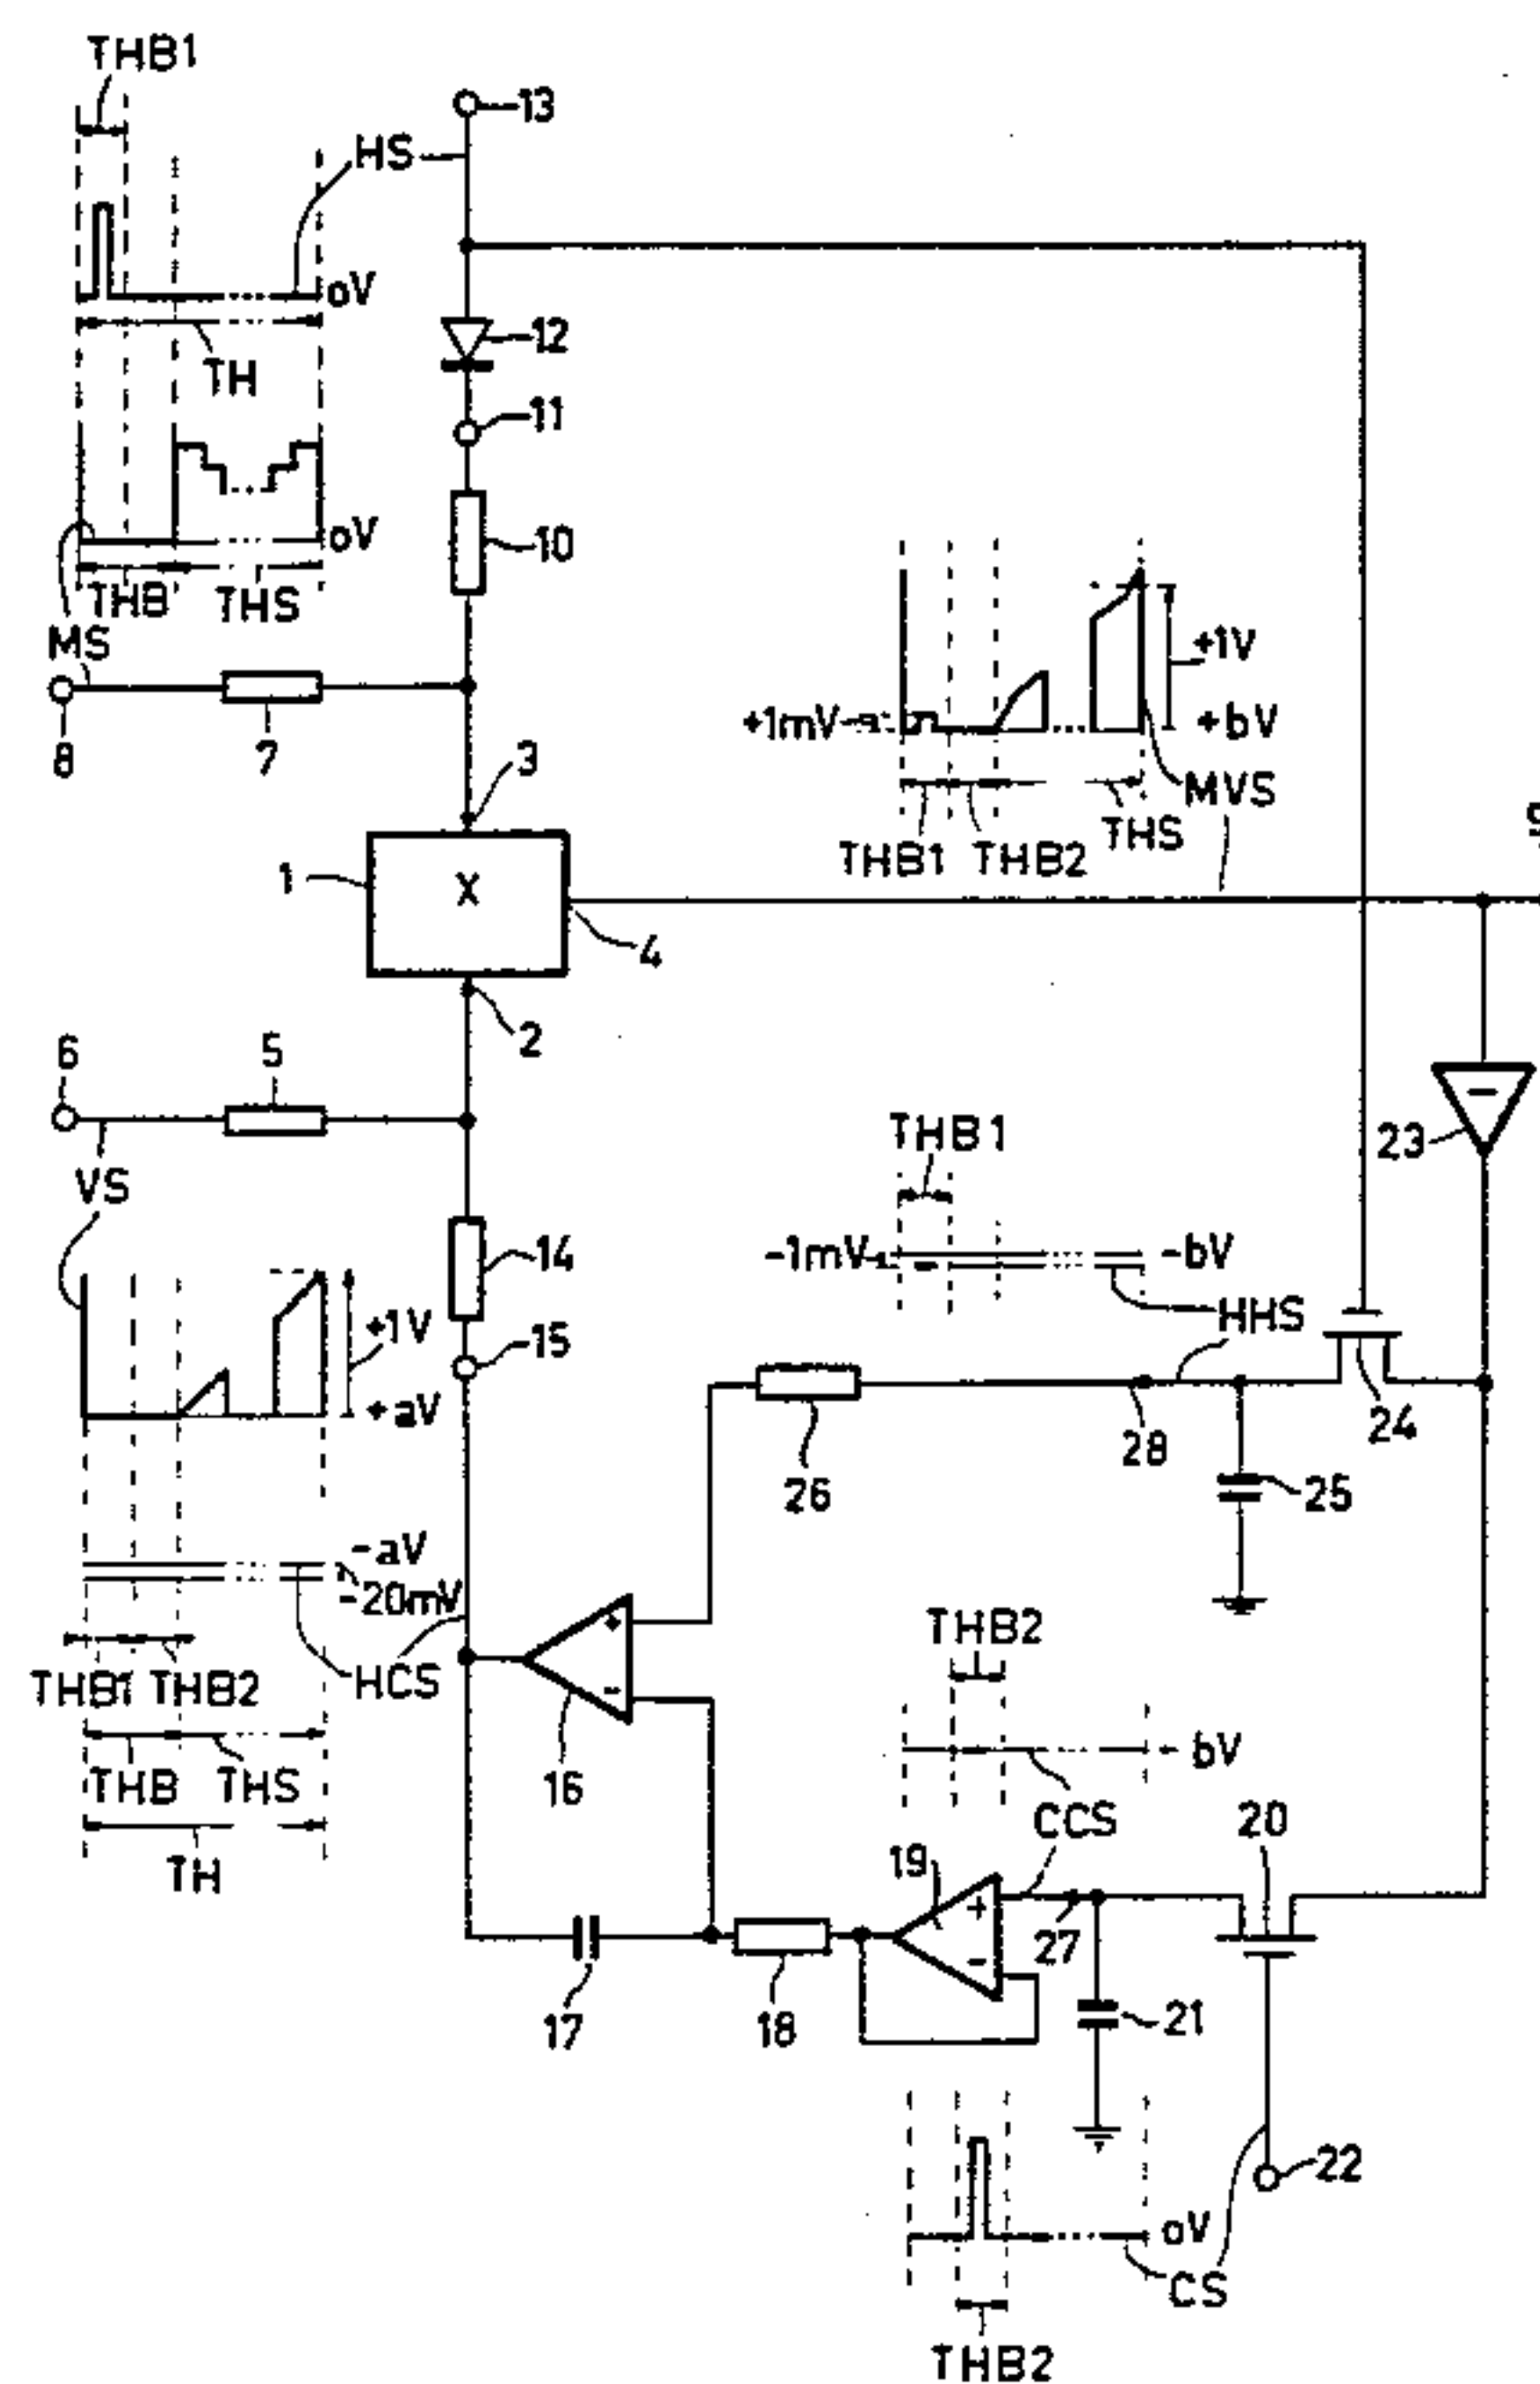 THB1
13
HS
oV
12
TH
11
oV
10
THB THS
MS
+1V
+1mV
+bV
8
7
3
MVS
THS
THB1 THB2
1
X
4
2
6
5
-
23
THB1
VS
-1mV
-bV
14
HHS
+1V
15
24
+aV
28
26
25
-aV
-20mV
+
THB2
THB1 THB2
HCS
-
bV
THB THS
16
CCS
20
TH
19
+
27
-
17
18
21
22
oV
CS
THB2